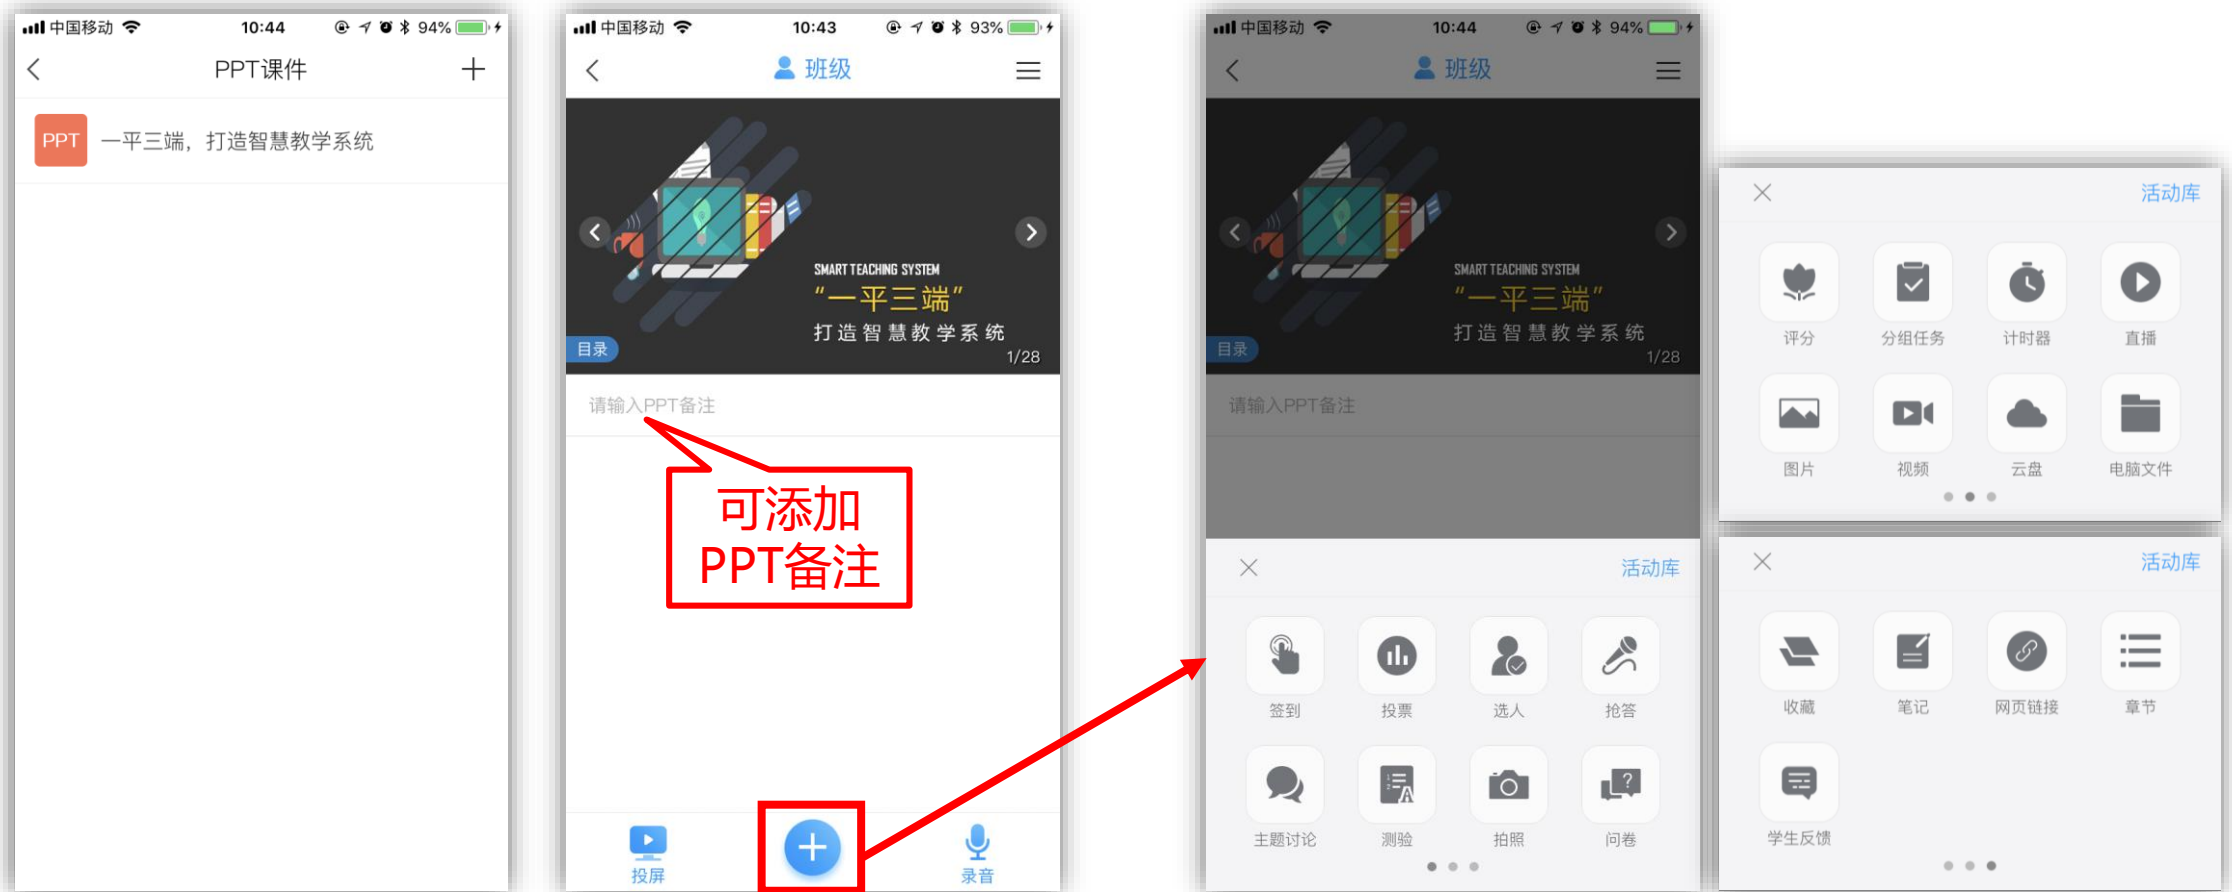 中国移动 10:44 94%
PPT课件
PPT 一平三端，打造智慧教学系统
中国移动 10:43 93%
班级
SMART TEACHING SYSTEM
“一平三端”
打造智慧教学系统
目录
1/28
请输入PPT备注
可添加
PPT备注
投屏
录音
中国移动 10:44 94%
班级
SMART TEACHING SYSTEM
“一平三端”
打造智慧教学系统
目录
1/28
请输入PPT备注
活动库
签到 投票 选人 抢答
主题讨论 测验 拍照 问卷
活动库
评分 分组任务 计时器 直播
图片 视频 云盘 电脑文件
活动库
收藏 笔记 网页链接 章节
学生反馈